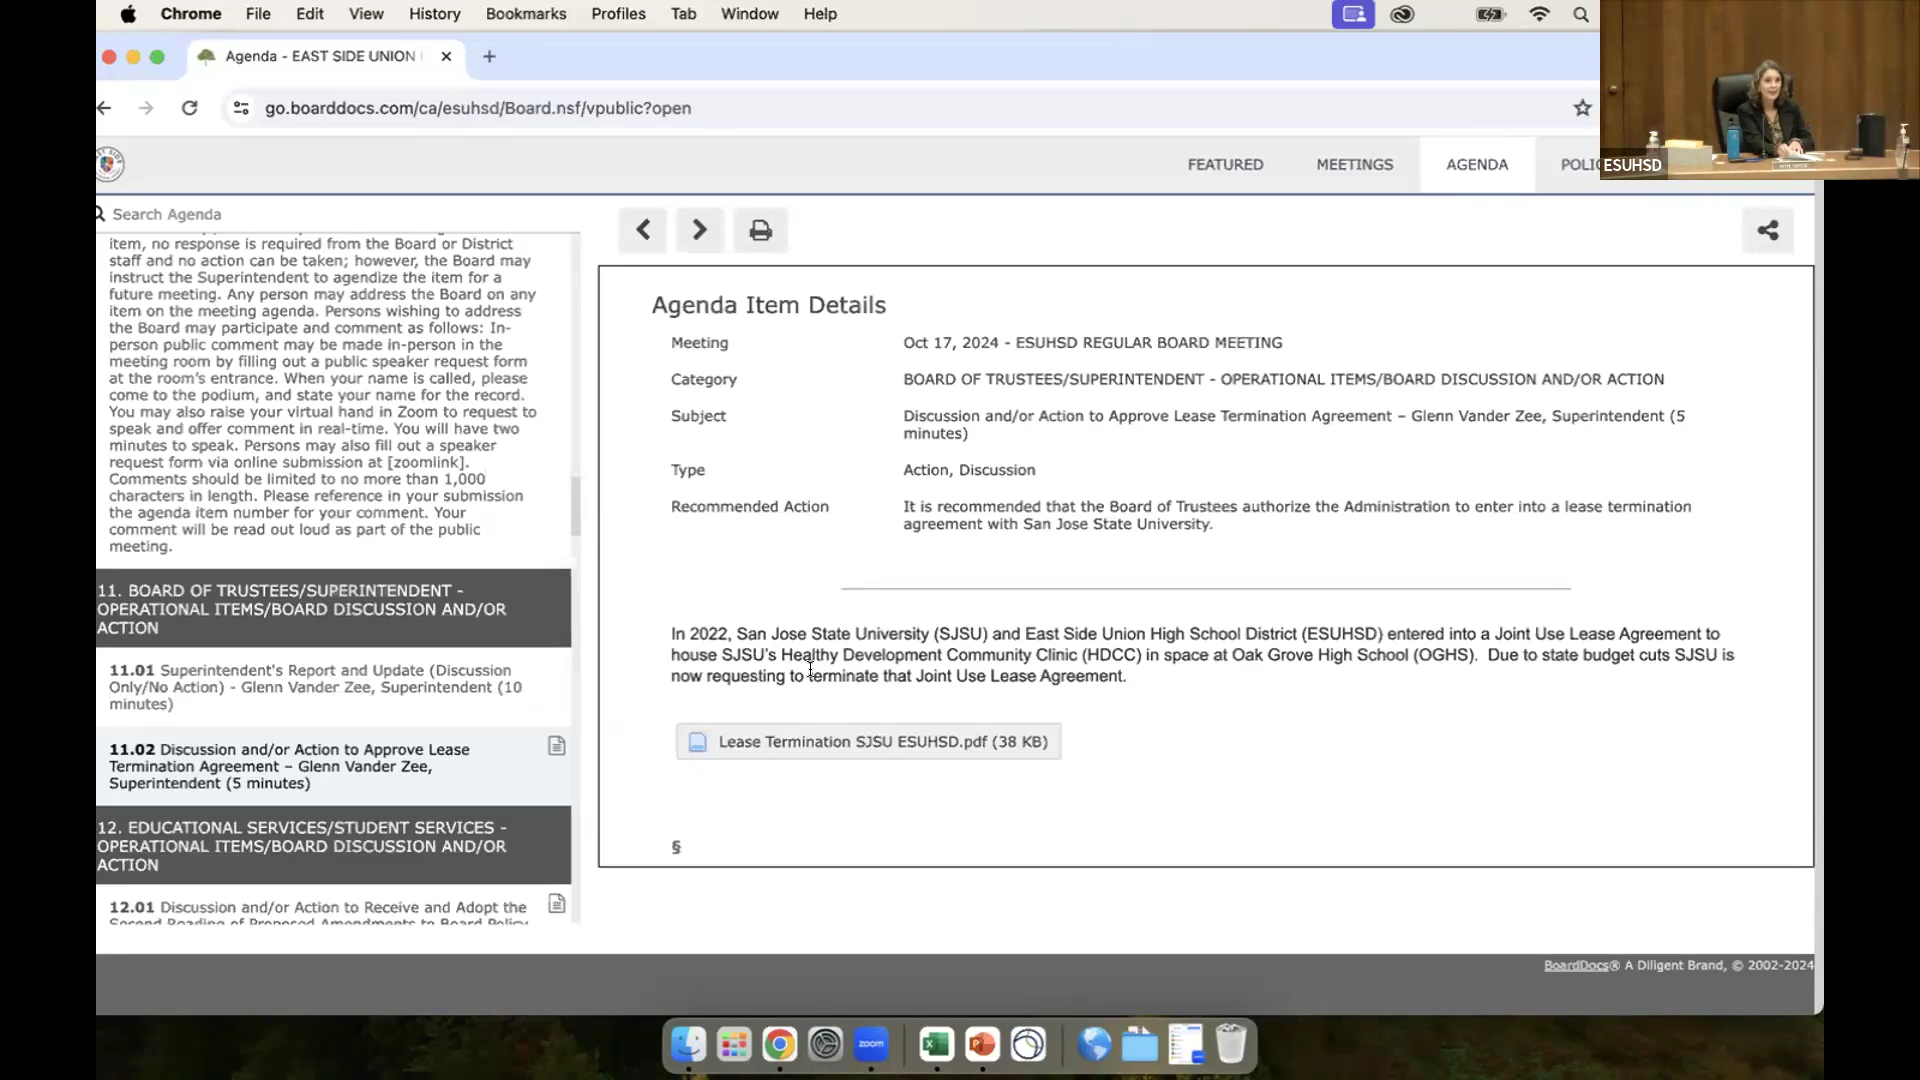 Chrome File Edit View History Bookmarks Profiles Tab Window Help
Agenda - EAST SIDE UNION
go.boarddocs.com/ca/esuhsd/Board.nsf/vpublic?open
ESUHSD
FEATURED MEETINGS AGENDA
Search Agenda
item, no response is required from the Board or District
staff and no action can be taken; however, the Board may
instruct the Superintendent to agendize the item for a
future meeting. Any person may address the Board on any
item on the meeting agenda. Persons wishing to address
the Board may participate and comment as follows: In-
person public comment may be made in-person in the
meeting room by filling out a public speaker request form
at the room's entrance. When your name is called, please
come to the podium, and state your name for the record.
You may also raise your virtual hand in Zoom to request to
speak and offer comment in real-time. You will have two
minutes to speak. Persons may also fill out a speaker
request form via online submission at [zoomlink].
Comments should be limited to no more than 1,000
characters in length. Please reference in your submission
the agenda item number for your comment. Your
comment will be read out loud as part of the public
meeting.
11. BOARD OF TRUSTEES/SUPERINTENDENT -
OPERATIONAL ITEMS/BOARD DISCUSSION AND/OR
ACTION
11.01 Superintendent's Report and Update (Discussion
Only/No Action) - Glenn Vander Zee, Superintendent (10
minutes)
11.02 Discussion and/or Action to Approve Lease
Termination Agreement – Glenn Vander Zee,
Superintendent (5 minutes)
12. EDUCATIONAL SERVICES/STUDENT SERVICES -
OPERATIONAL ITEMS/BOARD DISCUSSION AND/OR
ACTION
12.01 Discussion and/or Action to Receive and Adopt the
Second Reading of Proposed Amendments to Board Policy
Agenda Item Details
Meeting Oct 17, 2024 - ESUHSD REGULAR BOARD MEETING
Category BOARD OF TRUSTEES/SUPERINTENDENT - OPERATIONAL ITEMS/BOARD DISCUSSION AND/OR ACTION
Subject Discussion and/or Action to Approve Lease Termination Agreement – Glenn Vander Zee, Superintendent (5
minutes)
Type Action, Discussion
Recommended Action It is recommended that the Board of Trustees authorize the Administration to enter into a lease termination
agreement with San Jose State University.
In 2022, San Jose State University (SJSU) and East Side Union High School District (ESUHSD) entered into a Joint Use Lease Agreement to
house SJSU's Healthy Development Community Clinic (HDCC) in space at Oak Grove High School (OGHS). Due to state budget cuts SJSU is
now requesting to terminate that Joint Use Lease Agreement.
Lease Termination SJSU ESUHSD.pdf (38 KB)
§
BoardDocs® A Diligent Brand, © 2002-2024
zoom